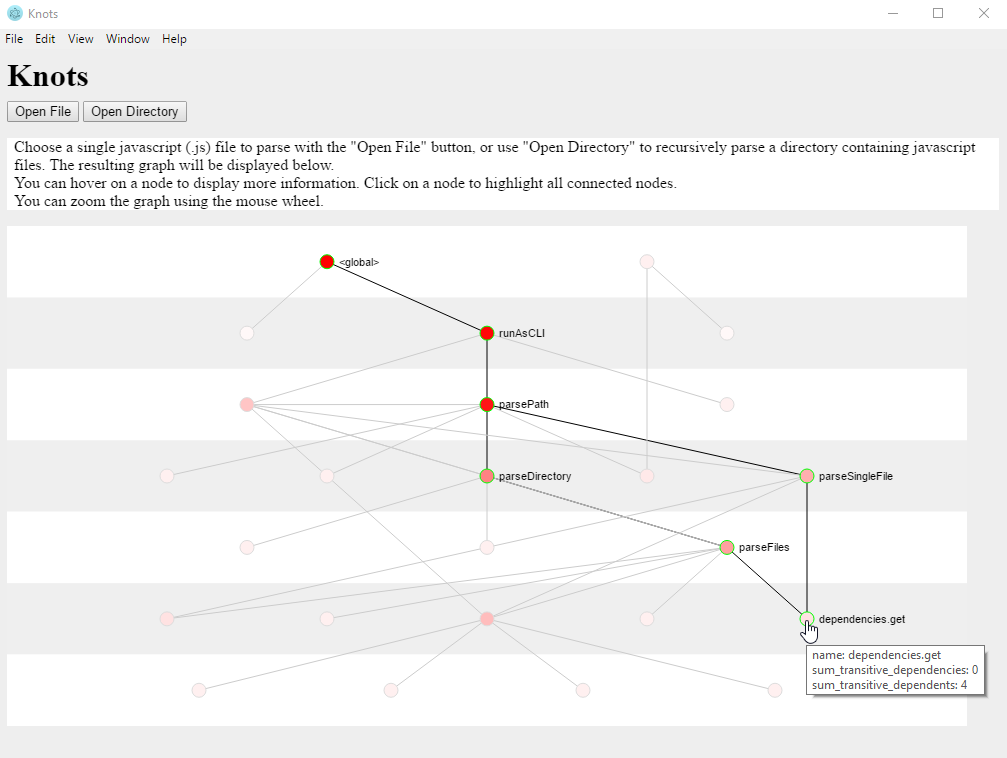 Knots
File Edit View Window Help
Knots
Open File Open Directory
Choose a single javascript (.js) file to parse with the "Open File" button, or use "Open Directory" to recursively parse a directory containing javascript
files. The resulting graph will be displayed below.
You can hover on a node to display more information. Click on a node to highlight all connected nodes.
You can zoom the graph using the mouse wheel.
<global>
runAsCLI
parsePath
parseDirectory
parseSingleFile
parseFiles
dependencies.get
name: dependencies.get
sum_transitive_dependencies: 0
sum_transitive_dependents: 4